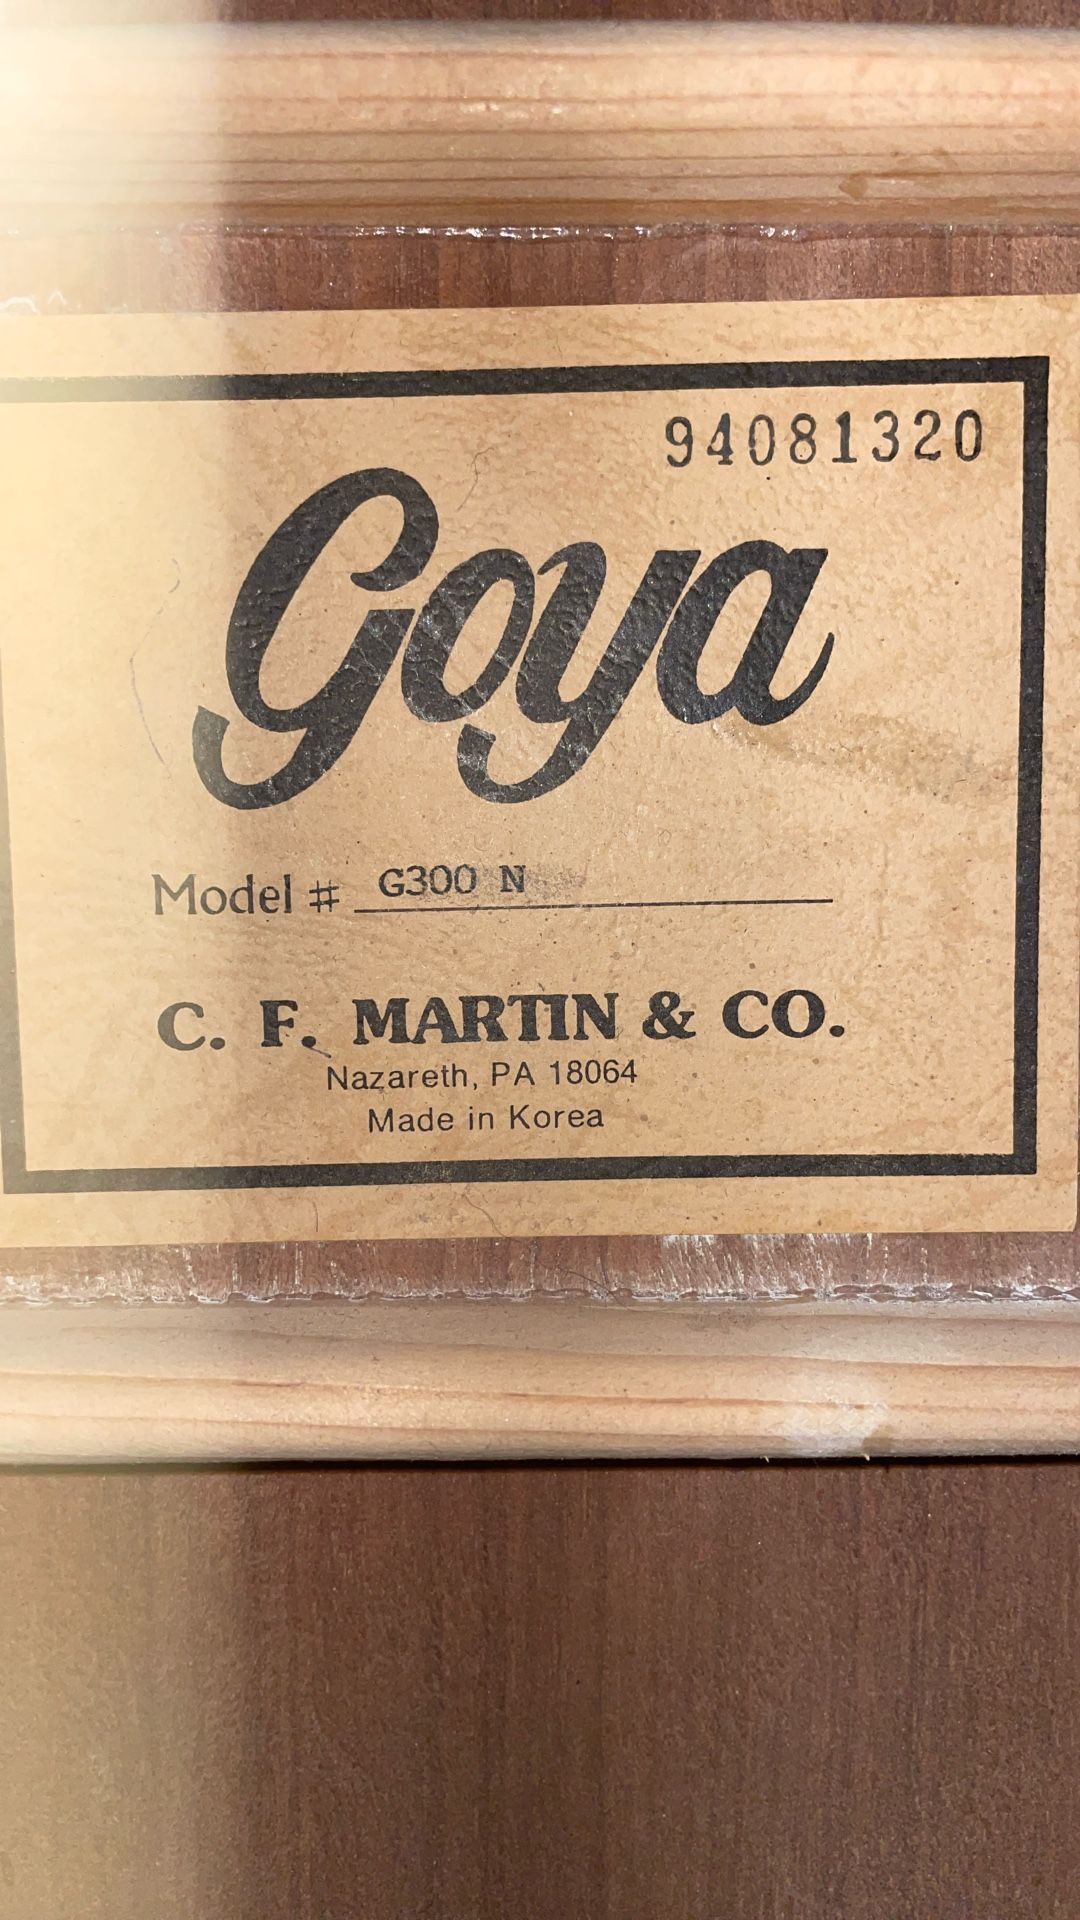 94081320
Goya
Model # G300 N
C. F. MARTIN & CO.
Nazareth, PA 18064
Made in Korea